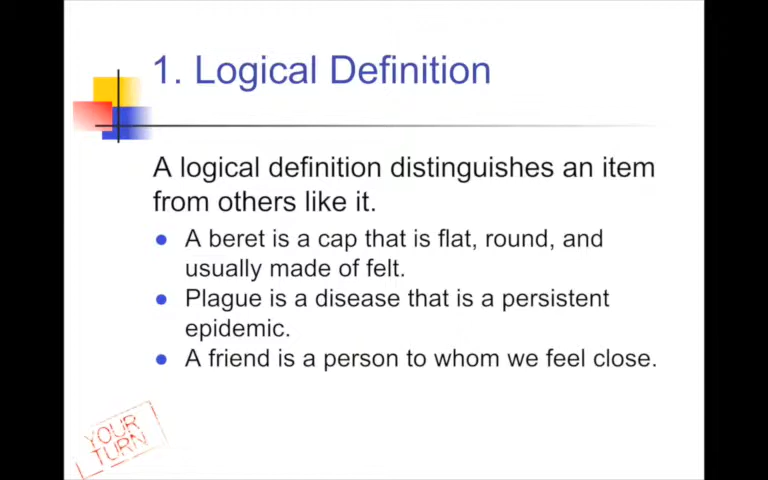 1. Logical Definition
A logical definition distinguishes an item
from others like it.
A beret is a cap that is flat, round, and
usually made of felt.
Plague is a disease that is a persistent
epidemic.
A friend is a person to whom we feel close.
YOUR
TURN